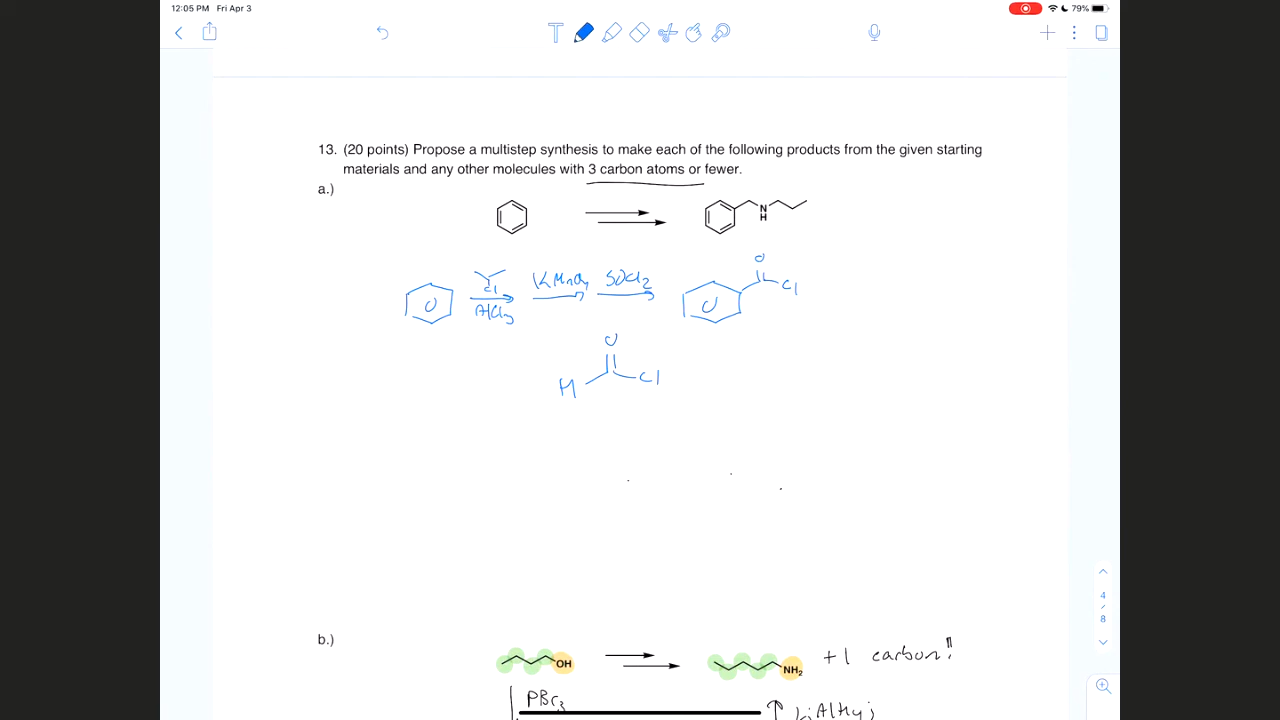 12:05 PM Fri Apr 3
79%
13. (20 points) Propose a multistep synthesis to make each of the following products from the given starting
materials and any other molecules with 3 carbon atoms or fewer.
a.)
N
H
O
Cl KMnO4 SOCl2 Cl
AlCl3
O
H Cl
4
/
8
b.)
OH NH2 +1 carbon!!
PBr3 LiAlH4;